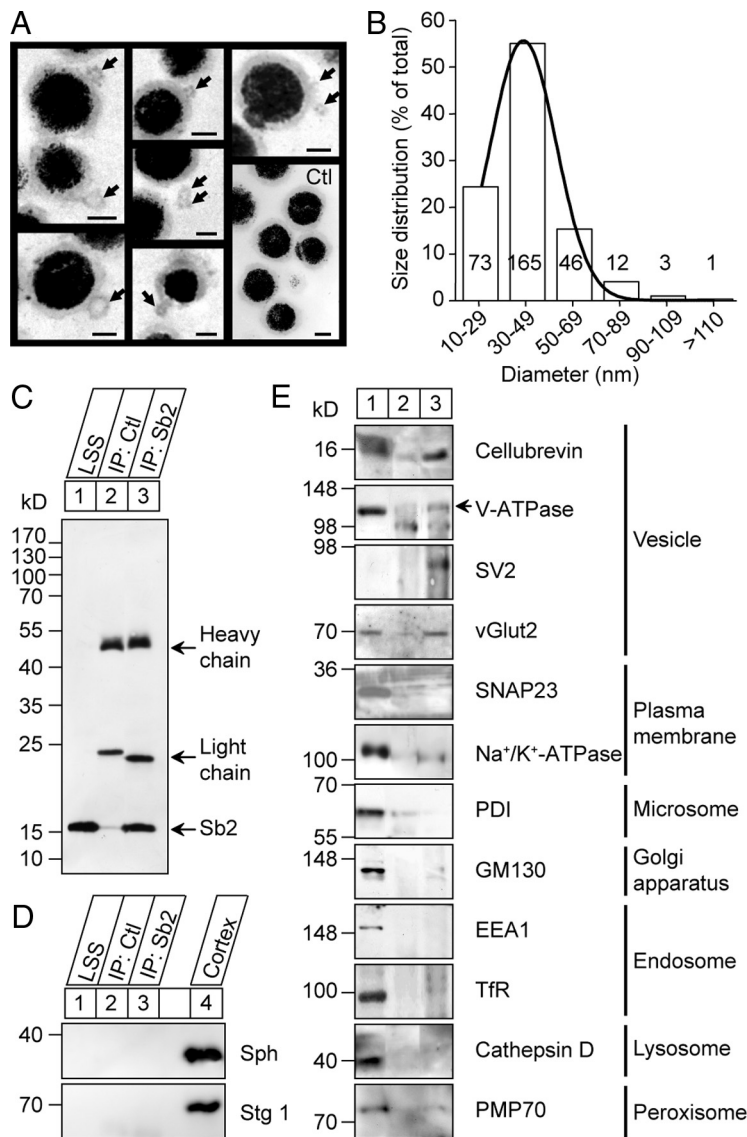 A
Ctl
B
Size distribution (% of total)
60
50
40
30
20
10
0
73 165 46 12 3 1
10-29 30-49 50-69 70-89 90-109 >110
Diameter (nm)
C
LSS IP: Ctl IP: Sb2
kD 1 2 3
170
130
100
70
55
40
35
25
15
10
Heavy chain
Light chain
Sb2
D
LSS IP: Ctl IP: Sb2 Cortex
1 2 3 4
40 Sph
70 Stg 1
E
kD 1 2 3
16 Cellubrevin
148
98 V-ATPase
98 SV2
70 vGlut2
Vesicle
36 SNAP23
100 Na⁺/K⁺-ATPase
Plasma membrane
70
55 PDI Microsome
148 GM130 Golgi apparatus
148 EEA1
100 TfR
Endosome
40 Cathepsin D Lysosome
70 PMP70 Peroxisome